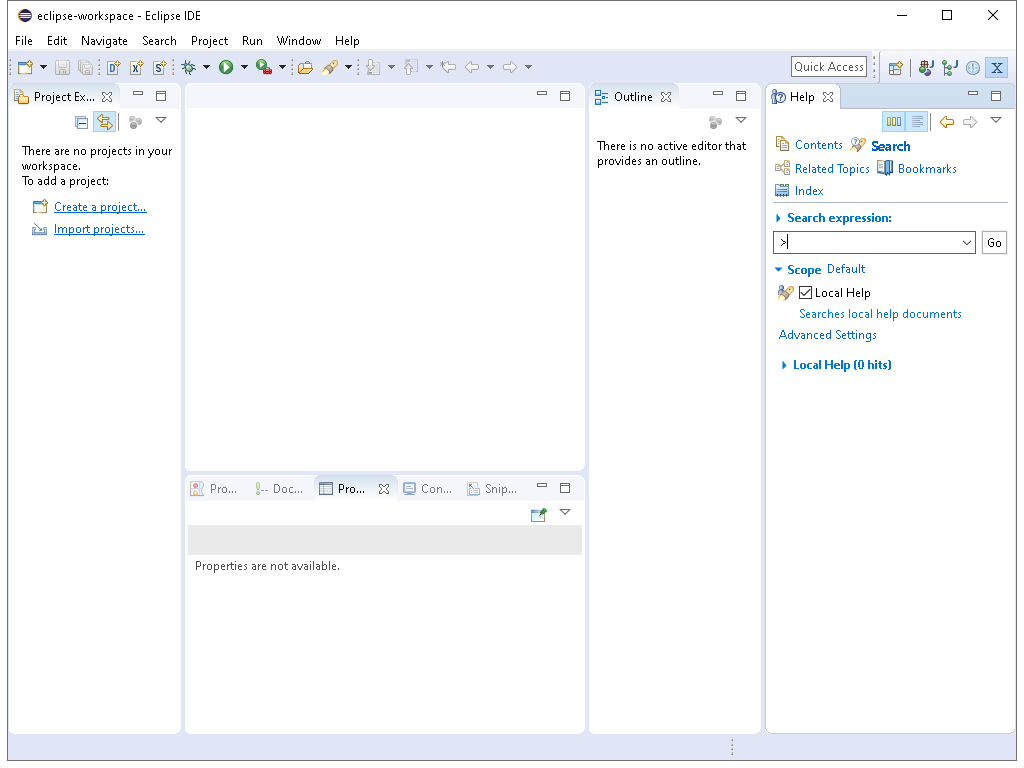 eclipse-workspace - Eclipse IDE
File Edit Navigate Search Project Run Window Help
Quick Access
Project Ex...
There are no projects in your
workspace.
To add a project:
Create a project...
Import projects...
Outline
There is no active editor that
provides an outline.
Help
Contents Search
Related Topics Bookmarks
Index
Search expression:
> Go
Scope Default
Local Help
Searches local help documents
Advanced Settings
Local Help (0 hits)
Pro... Doc... Pro... Con... Snip...
Properties are not available.